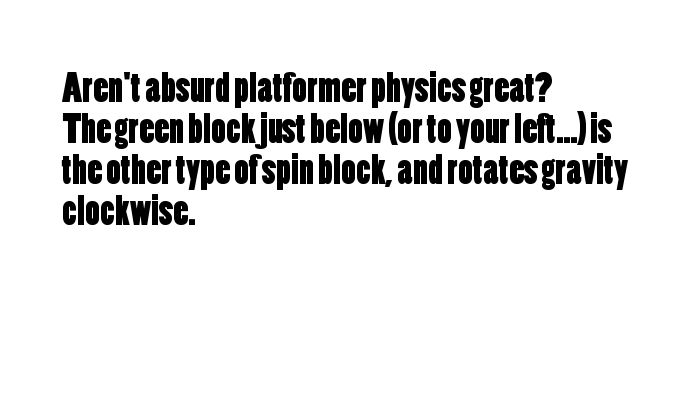 Aren't absurd platformer physics great?
The green block just below (or to your left...) is
the other type of spin block, and rotates gravity
clockwise.